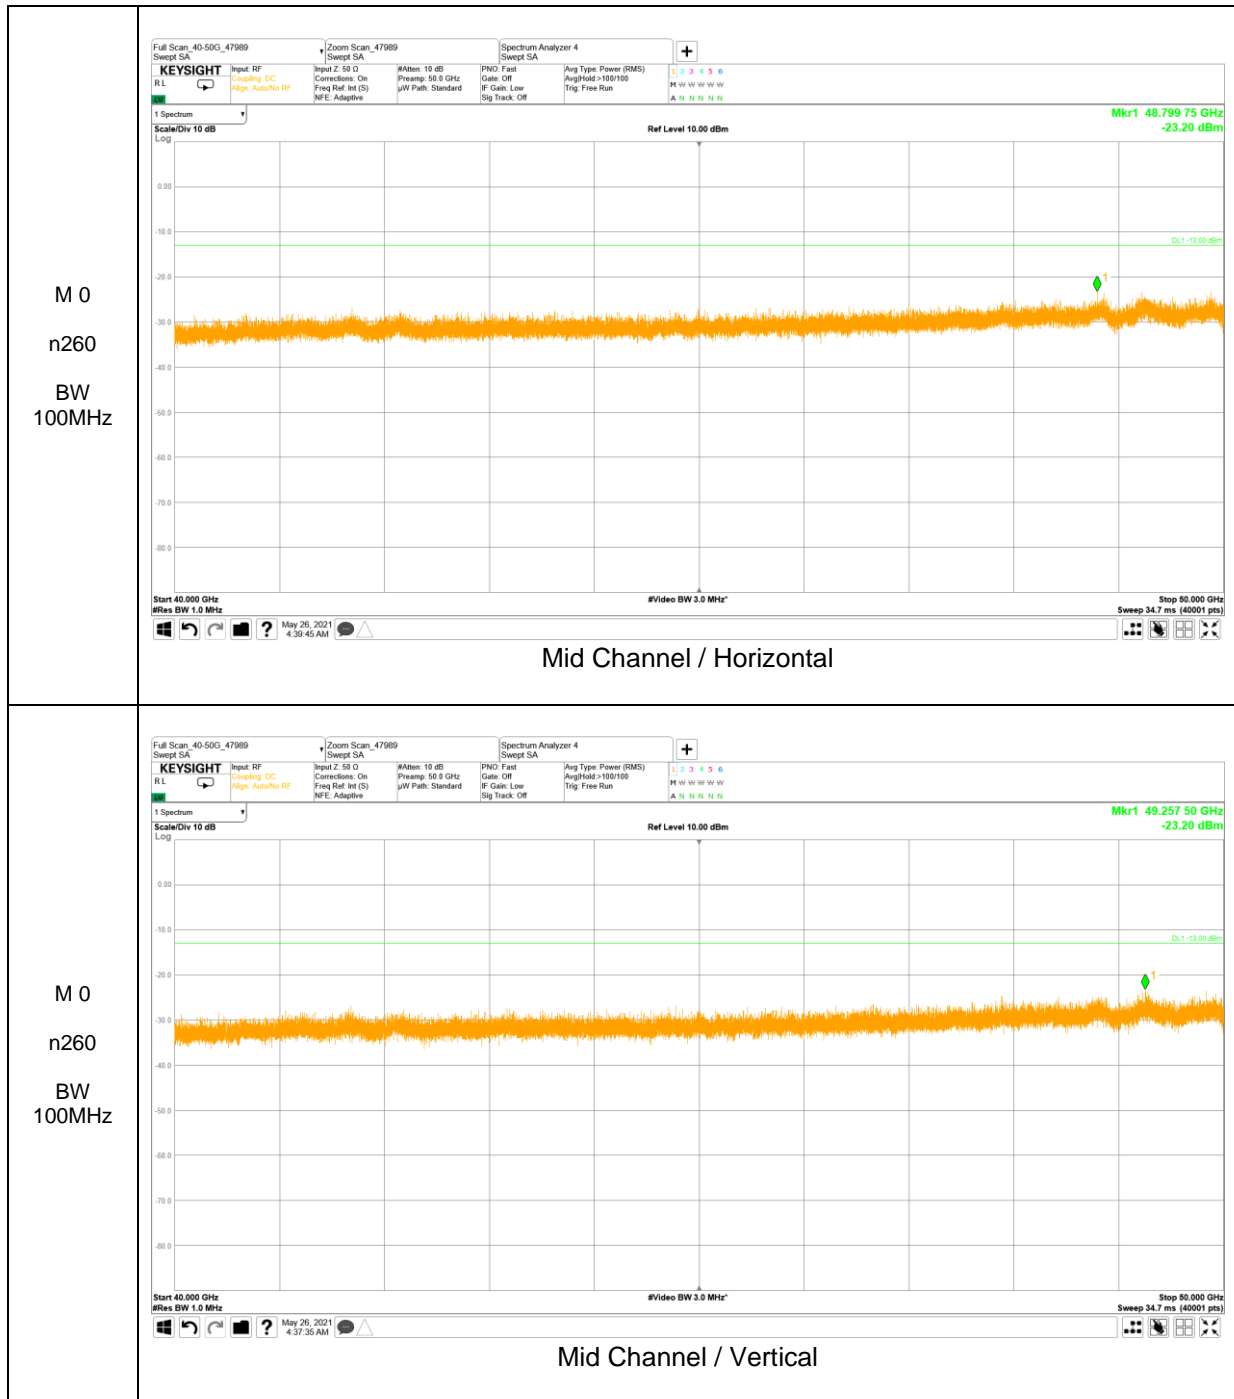 M 0
n260
BW
100MHz
Full Scan_40-50G_47989
Swept SA
Zoom Scan_47989
Swept SA
Spectrum Analyzer 4
Swept SA
+
KEYSIGHT
R L
Input: RF
Coupling: DC
Align: Auto/No RF
Input Z: 50 Ω
Corrections: On
Freq Ref: Int (S)
NFE: Adaptive
#Atten: 10 dB
Preamp: 50.0 GHz
µW Path: Standard
PNO: Fast
Gate: Off
IF Gain: Low
Sig Track: Off
Avg Type: Power (RMS)
Avg|Hold:>100/100
Trig: Free Run
1 2 3 4 5 6
M W W W W W
A N N N N N
1 Spectrum
Scale/Div 10 dB
Log
Ref Level 10.00 dBm
Mkr1 48.799 75 GHz
-23.20 dBm
0.00
-10.0
DL1 -13.00 dBm
-20.0
1
-30.0
-40.0
-50.0
-60.0
-70.0
-80.0
Start 40.000 GHz
#Res BW 1.0 MHz
#Video BW 3.0 MHz*
Stop 50.000 GHz
Sweep 34.7 ms (40001 pts)
?
May 26, 2021
4:39:45 AM
Mid Channel / Horizontal
M 0
n260
BW
100MHz
Full Scan_40-50G_47989
Swept SA
Zoom Scan_47989
Swept SA
Spectrum Analyzer 4
Swept SA
+
KEYSIGHT
R L
Input: RF
Coupling: DC
Align: Auto/No RF
Input Z: 50 Ω
Corrections: On
Freq Ref: Int (S)
NFE: Adaptive
#Atten: 10 dB
Preamp: 50.0 GHz
µW Path: Standard
PNO: Fast
Gate: Off
IF Gain: Low
Sig Track: Off
Avg Type: Power (RMS)
Avg|Hold:>100/100
Trig: Free Run
1 2 3 4 5 6
M W W W W W
A N N N N N
1 Spectrum
Scale/Div 10 dB
Log
Ref Level 10.00 dBm
Mkr1 49.257 50 GHz
-23.20 dBm
0.00
-10.0
DL1 -13.00 dBm
-20.0
1
-30.0
-40.0
-50.0
-60.0
-70.0
-80.0
Start 40.000 GHz
#Res BW 1.0 MHz
#Video BW 3.0 MHz*
Stop 50.000 GHz
Sweep 34.7 ms (40001 pts)
?
May 26, 2021
4:37:35 AM
Mid Channel / Vertical